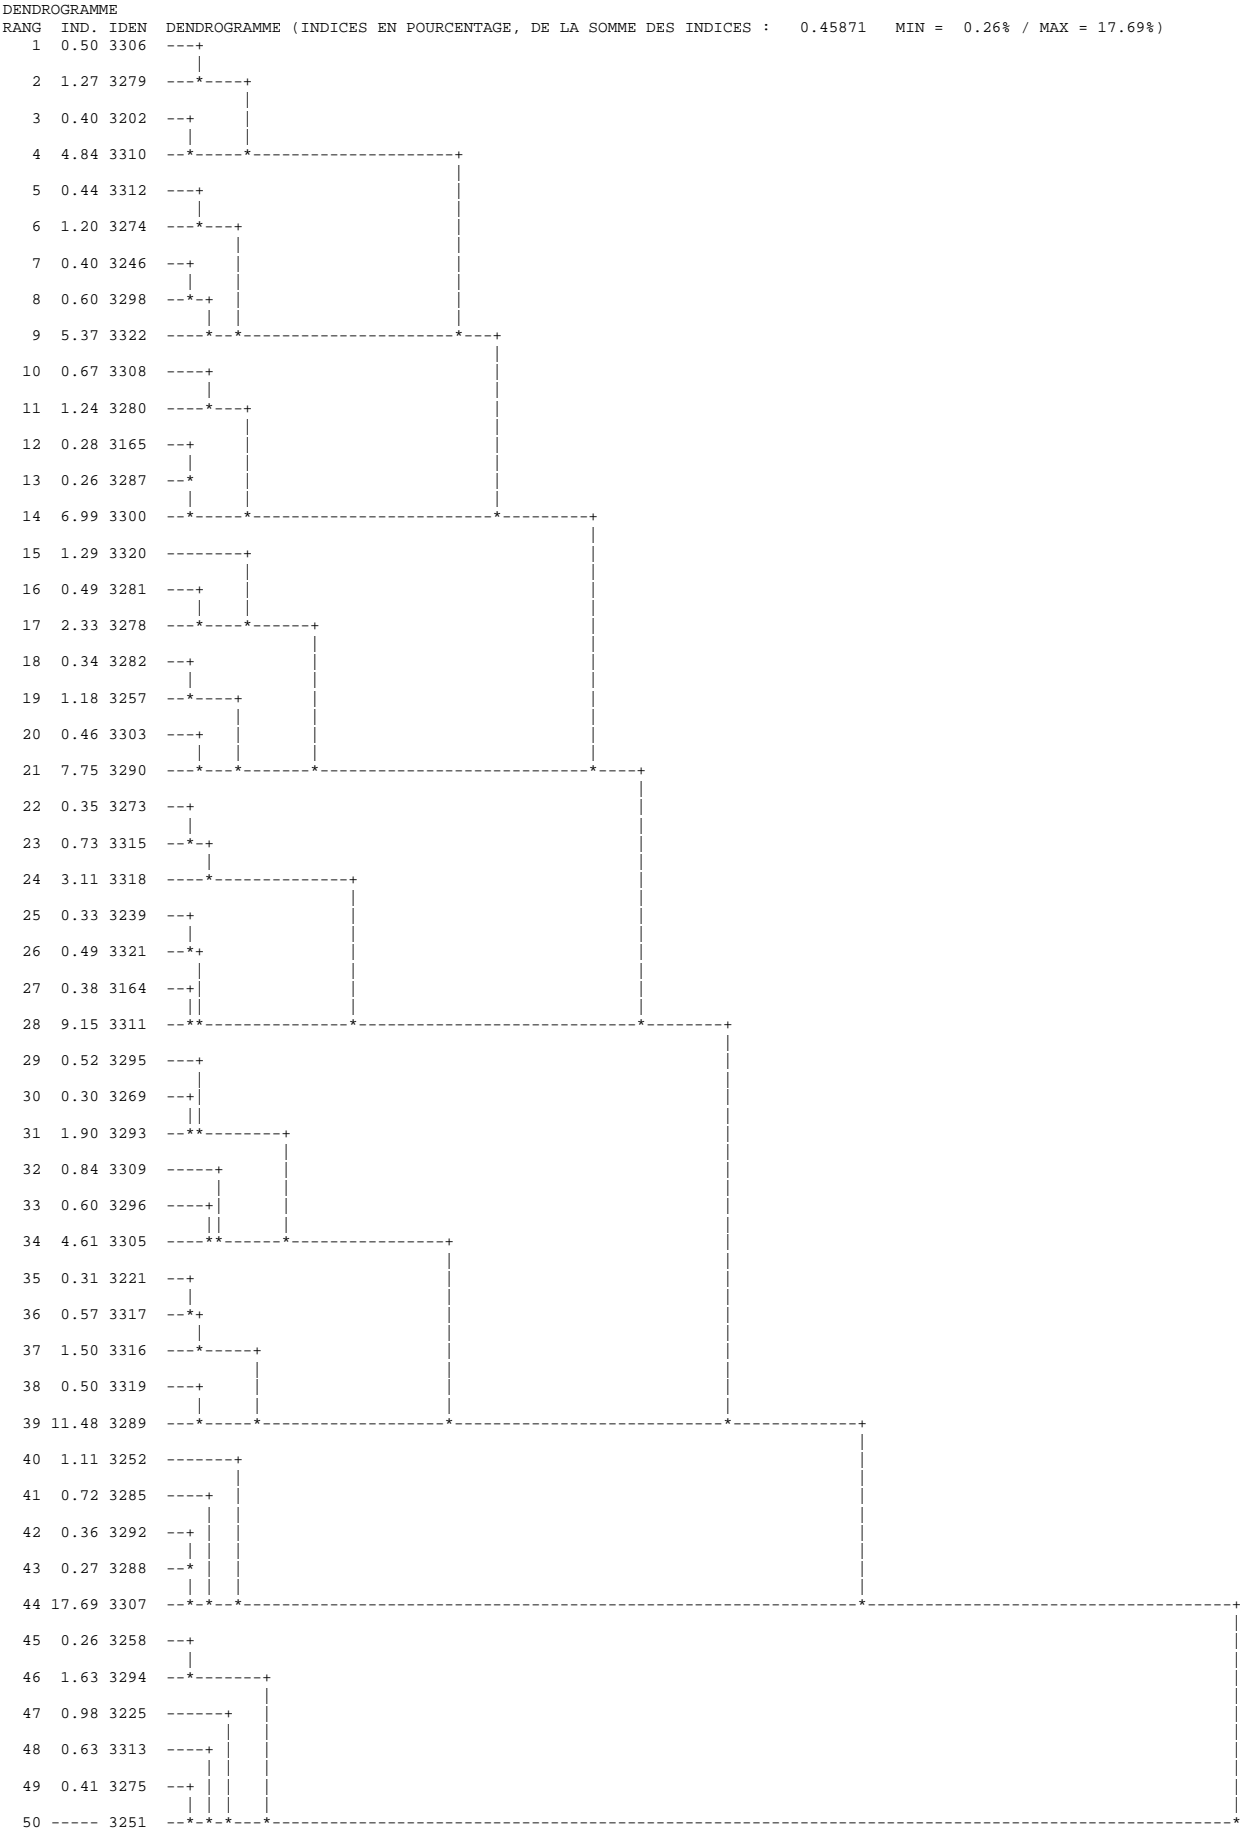 DENDROGRAMME
RANG IND. IDEN DENDROGRAMME (INDICES EN POURCENTAGE, DE LA SOMME DES INDICES : 0.45871 MIN = 0.26% / MAX = 17.69%)
1 0.50 3306
2 1.27 3279
3 0.40 3202
4 4.84 3310
5 0.44 3312
6 1.20 3274
7 0.40 3246
8 0.60 3298
9 5.37 3322
10 0.67 3308
11 1.24 3280
12 0.28 3165
13 0.26 3287
14 6.99 3300
15 1.29 3320
16 0.49 3281
17 2.33 3278
18 0.34 3282
19 1.18 3257
20 0.46 3303
21 7.75 3290
22 0.35 3273
23 0.73 3315
24 3.11 3318
25 0.33 3239
26 0.49 3321
27 0.38 3164
28 9.15 3311
29 0.52 3295
30 0.30 3269
31 1.90 3293
32 0.84 3309
33 0.60 3296
34 4.61 3305
35 0.31 3221
36 0.57 3317
37 1.50 3316
38 0.50 3319
39 11.48 3289
40 1.11 3252
41 0.72 3285
42 0.36 3292
43 0.27 3288
44 17.69 3307
45 0.26 3258
46 1.63 3294
47 0.98 3225
48 0.63 3313
49 0.41 3275
50 ----- 3251